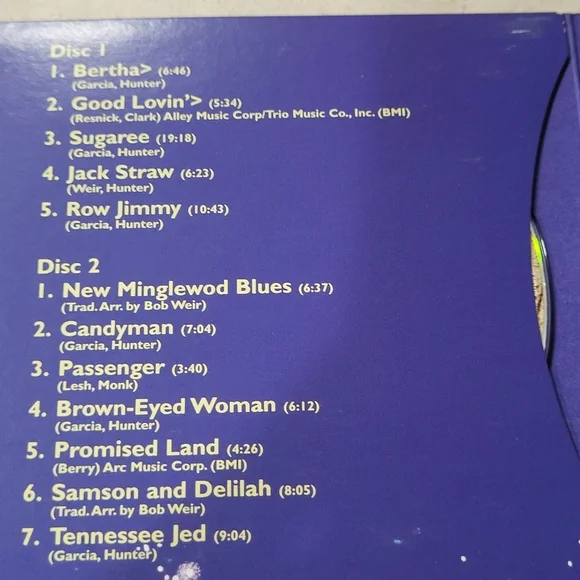 Disc 1
1. Bertha> (6:46)
(Garcia, Hunter)
2. Good Lovin'> (5:34)
(Resnick, Clark) Alley Music Corp/Trio Music Co., Inc. (BMI)
3. Sugaree (19:18)
(Garcia, Hunter)
4. Jack Straw (6:23)
(Weir, Hunter)
5. Row Jimmy (10:43)
(Garcia, Hunter)
Disc 2
1. New Minglewod Blues (6:37)
(Trad. Arr. by Bob Weir)
2. Candyman (7:04)
(Garcia, Hunter)
3. Passenger (3:40)
(Lesh, Monk)
4. Brown-Eyed Woman (6:12)
(Garcia, Hunter)
5. Promised Land (4:26)
(Berry) Arc Music Corp. (BMI)
6. Samson and Delilah (8:05)
(Trad. Arr. by Bob Weir)
7. Tennessee Jed (9:04)
(Garcia, Hunter)